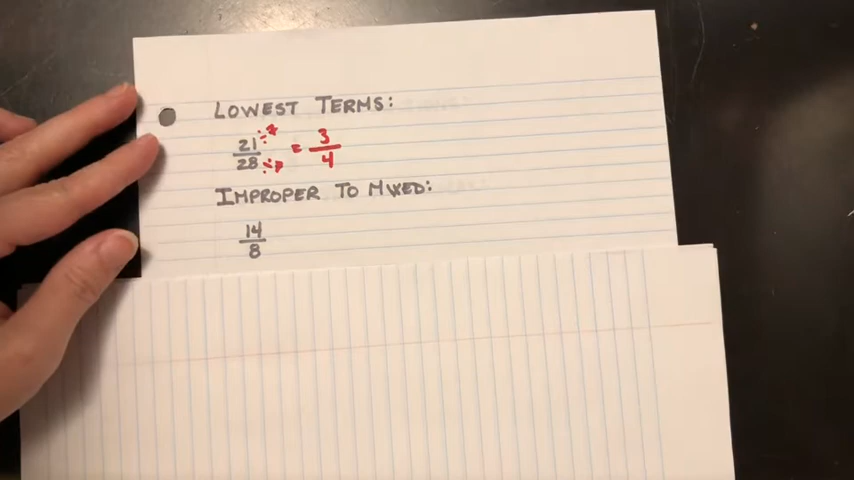 LOWEST TERMS:
21/28 ÷7/÷7 = 3/4
IMPROPER TO MIXED:
14/8